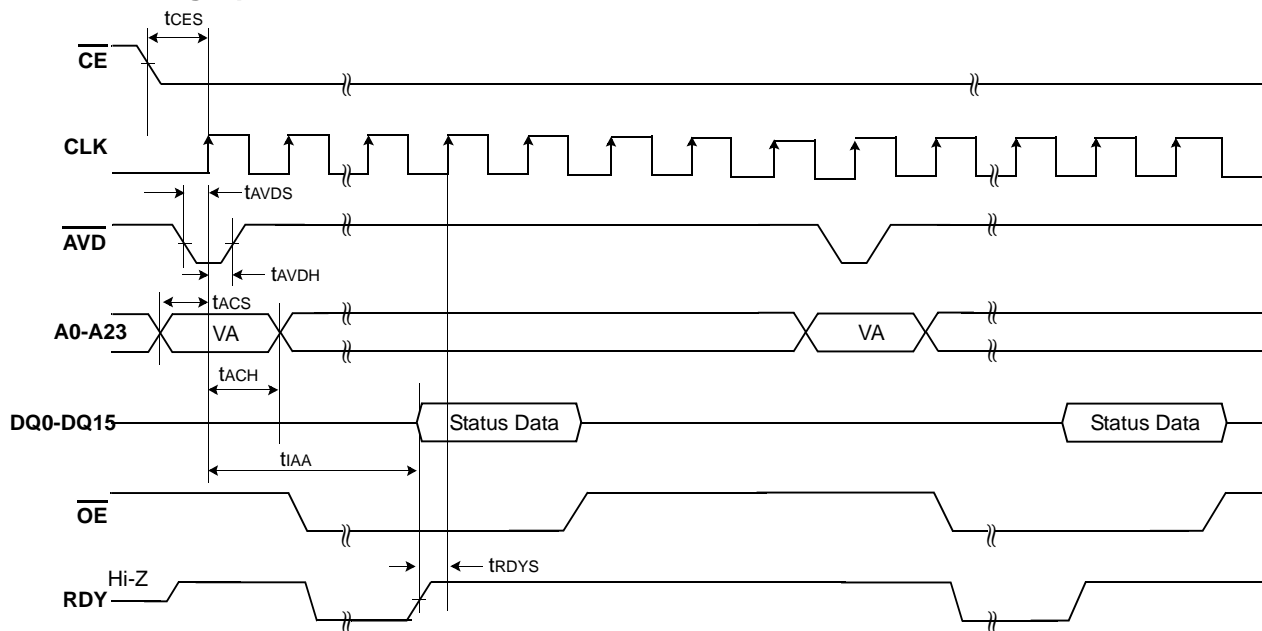 tCES
CE
CLK
tAVDS
AVD
tAVDH
tACS
A0-A23
VA
VA
tACH
DQ0-DQ15
Status Data
Status Data
tIAA
OE
tRDYS
Hi-Z
RDY